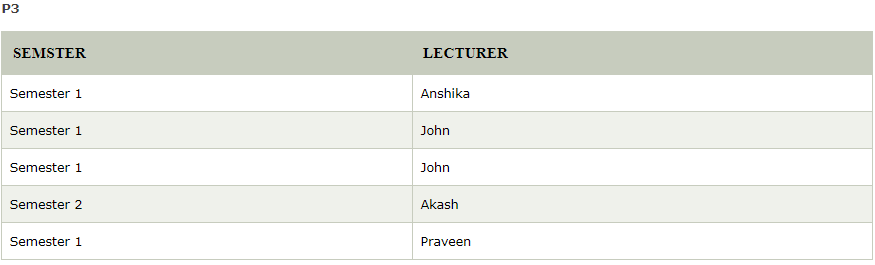 P3
SEMSTER LECTURER
Semester 1 Anshika
Semester 1 John
Semester 1 John
Semester 2 Akash
Semester 1 Praveen